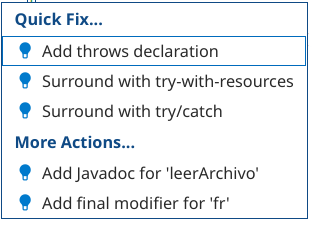 Quick Fix...
Add throws declaration
Surround with try-with-resources
Surround with try/catch
More Actions...
Add Javadoc for 'leerArchivo'
Add final modifier for 'fr'